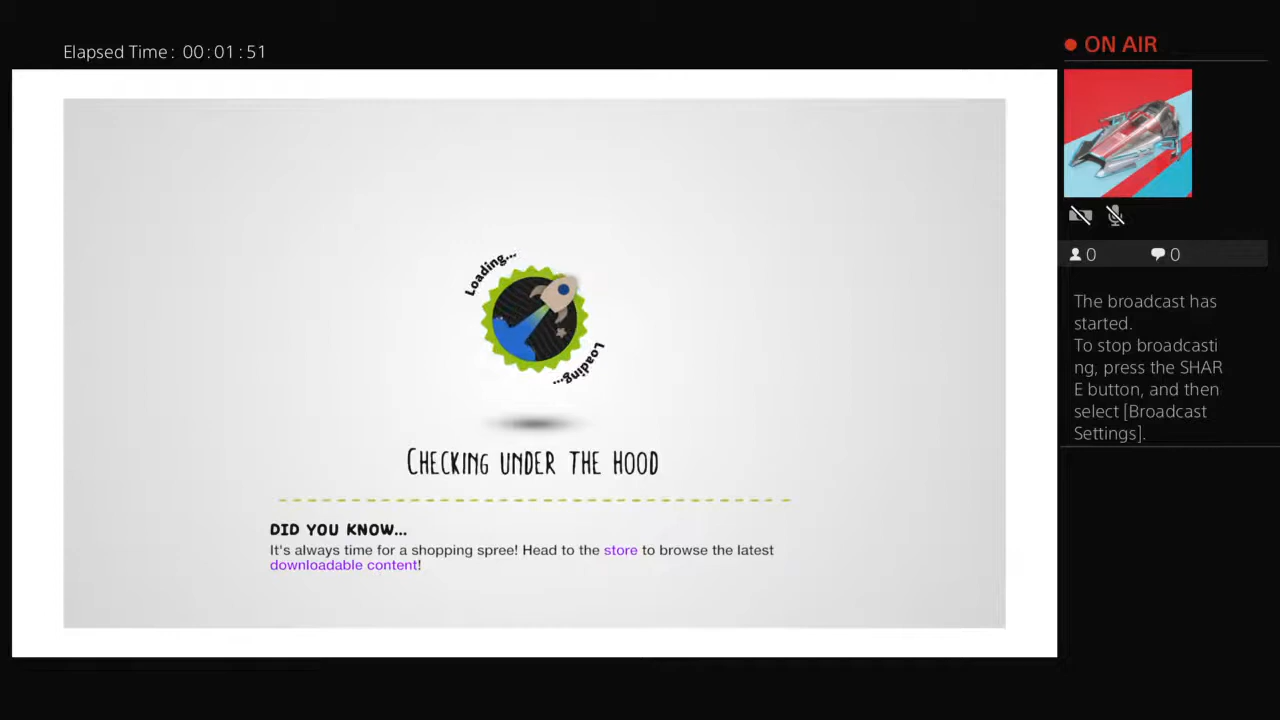 Elapsed Time: 00:01:51
ON AIR
Loading...
Loading...
0
0
The broadcast has
started.
To stop broadcasti
ng, press the SHAR
E button, and then
select [Broadcast
Settings].
CHECKING UNDER THE HOOD
DID YOU KNOW...
It's always time for a shopping spree! Head to the store to browse the latest
downloadable content!